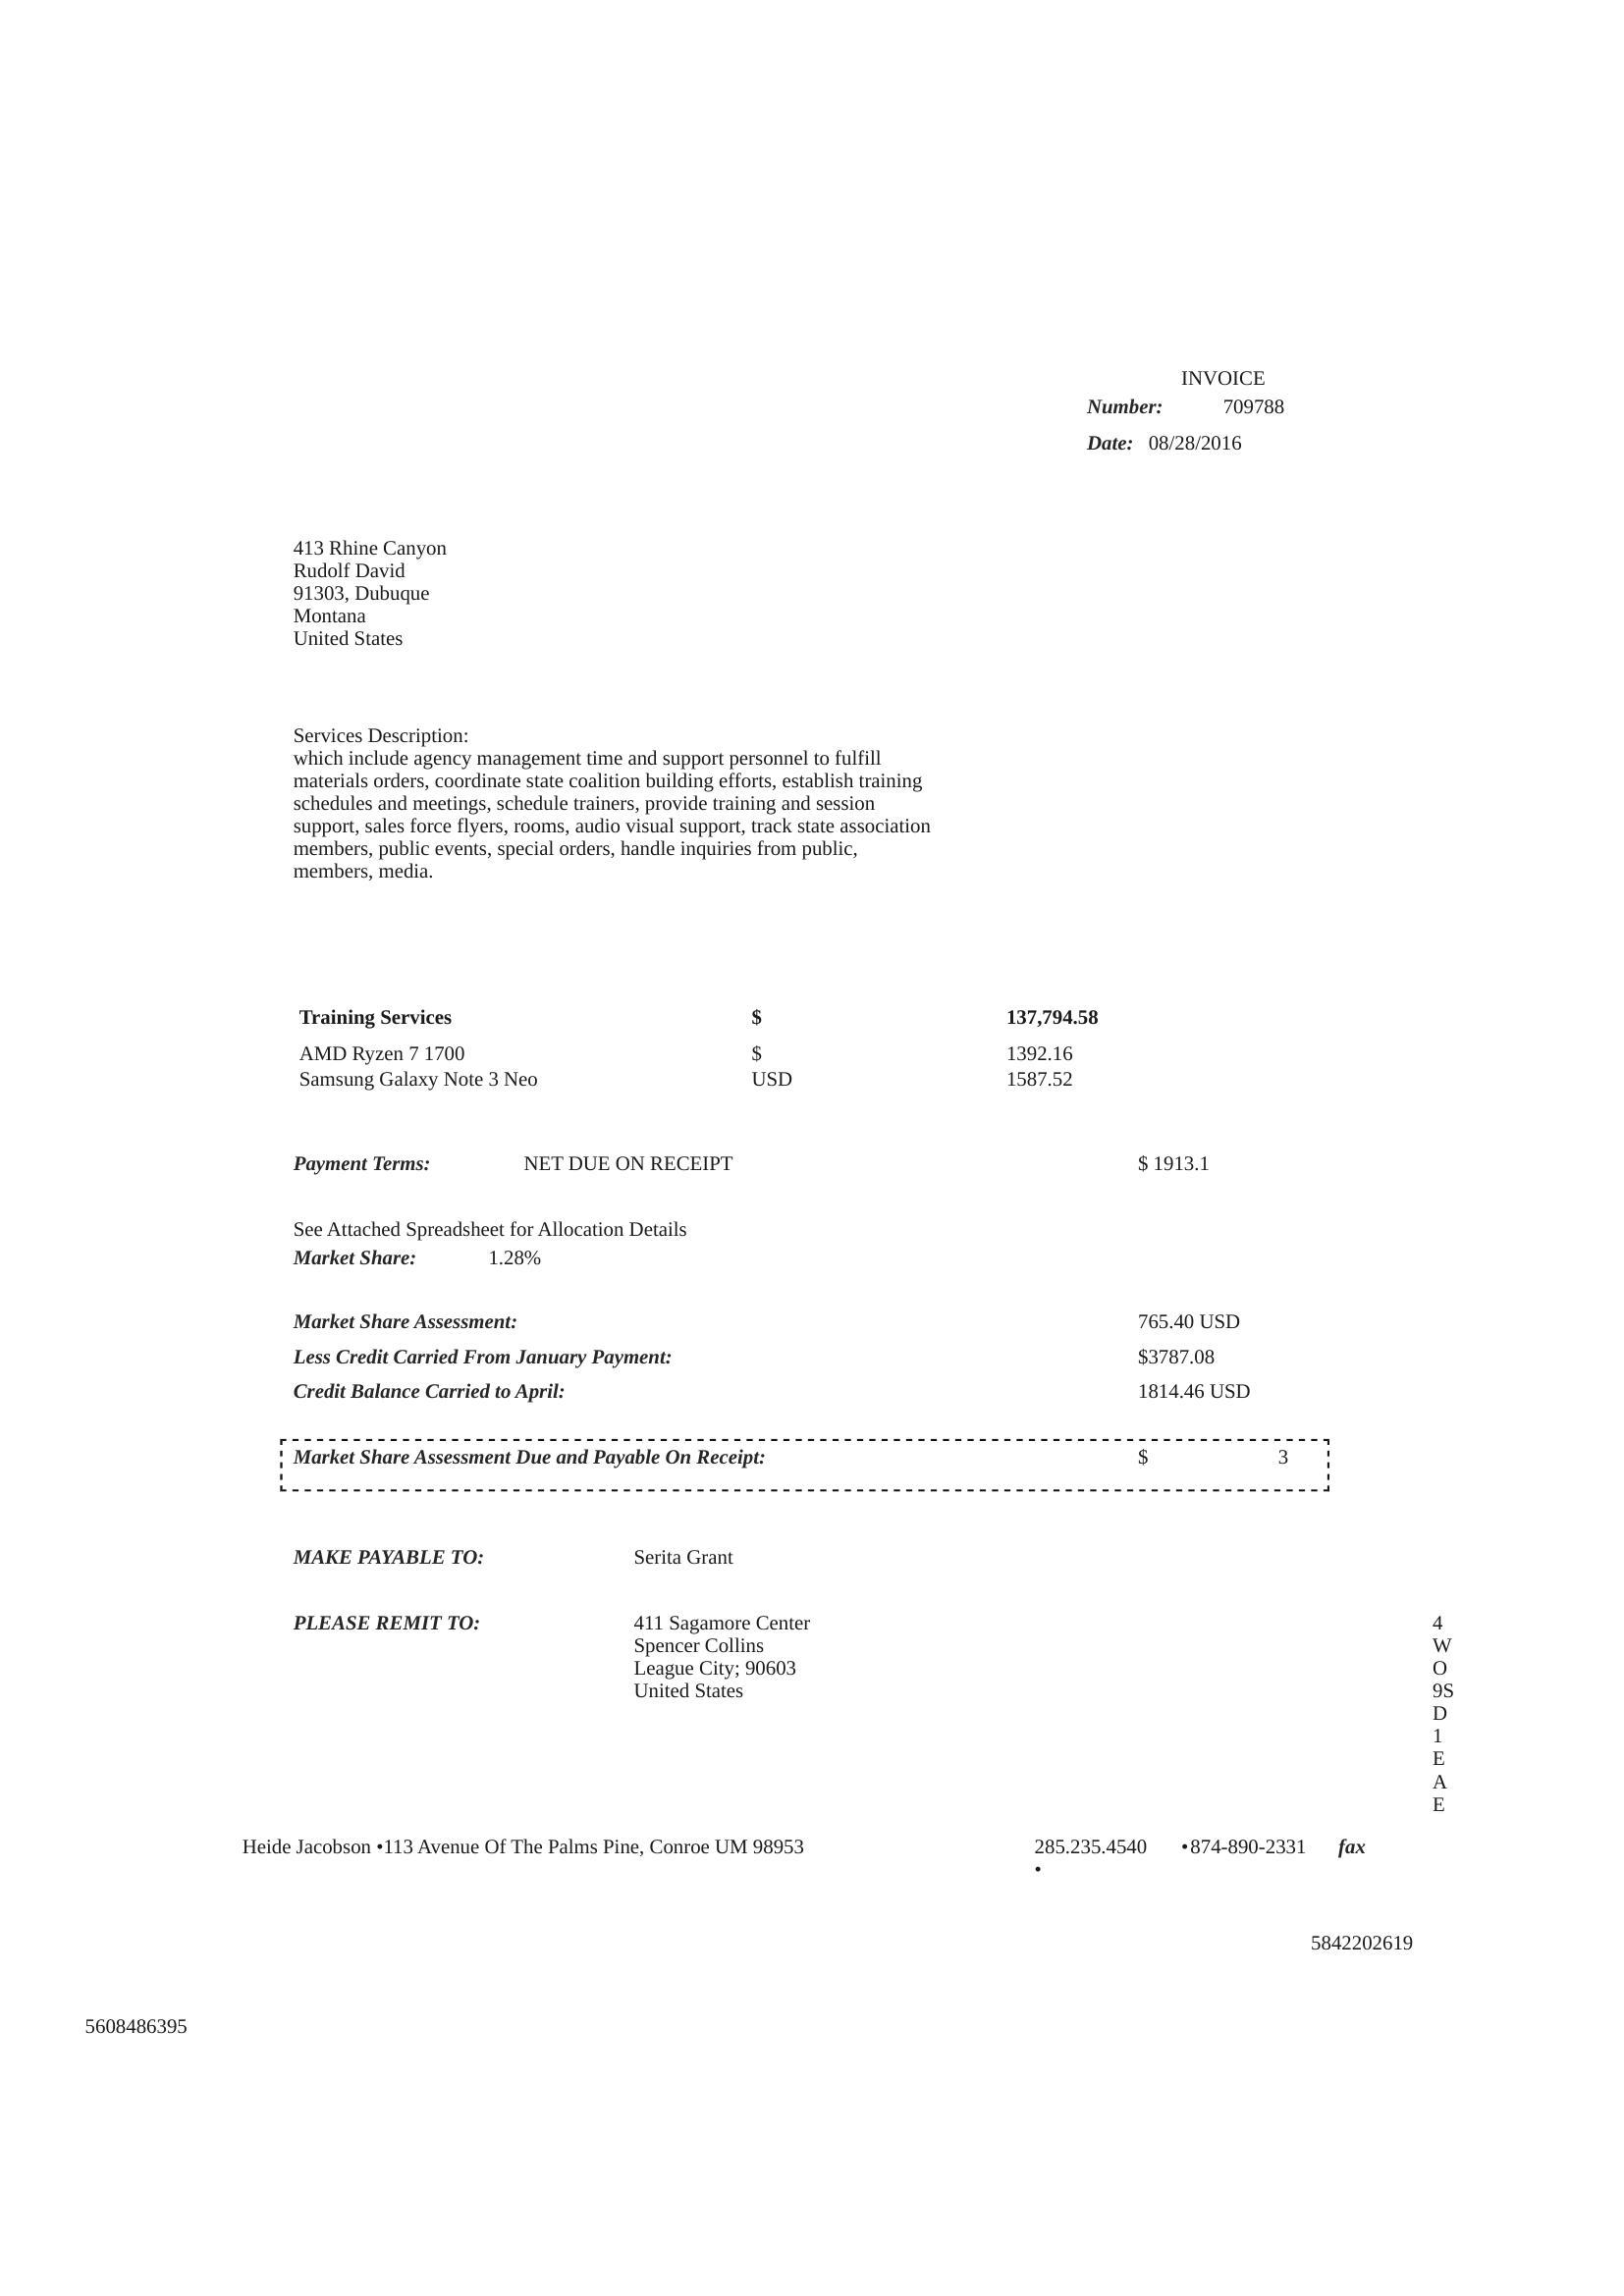 INVOICE
Number: 709788
Date: 08/28/2016
413 Rhine Canyon
Rudolf David
91303, Dubuque
Montana
United States
Services Description:
which include agency management time and support personnel to fulfill
materials orders, coordinate state coalition building efforts, establish training
schedules and meetings, schedule trainers, provide training and session
support, sales force flyers, rooms, audio visual support, track state association
members, public events, special orders, handle inquiries from public,
members, media.
Training Services $ 137,794.58
AMD Ryzen 7 1700 $ 1392.16
Samsung Galaxy Note 3 Neo USD 1587.52
Payment Terms: NET DUE ON RECEIPT $ 1913.1
See Attached Spreadsheet for Allocation Details
Market Share: 1.28%
Market Share Assessment: 765.40 USD
Less Credit Carried From January Payment: $3787.08
Credit Balance Carried to April: 1814.46 USD
Market Share Assessment Due and Payable On Receipt: $ 3
MAKE PAYABLE TO: Serita Grant
PLEASE REMIT TO: 411 Sagamore Center
Spencer Collins
League City; 90603
United States
4
W
O
9S
D
1
E
A
E
Heide Jacobson •113 Avenue Of The Palms Pine, Conroe UM 98953 285.235.4540 •874-890-2331 fax
•
5842202619
5608486395